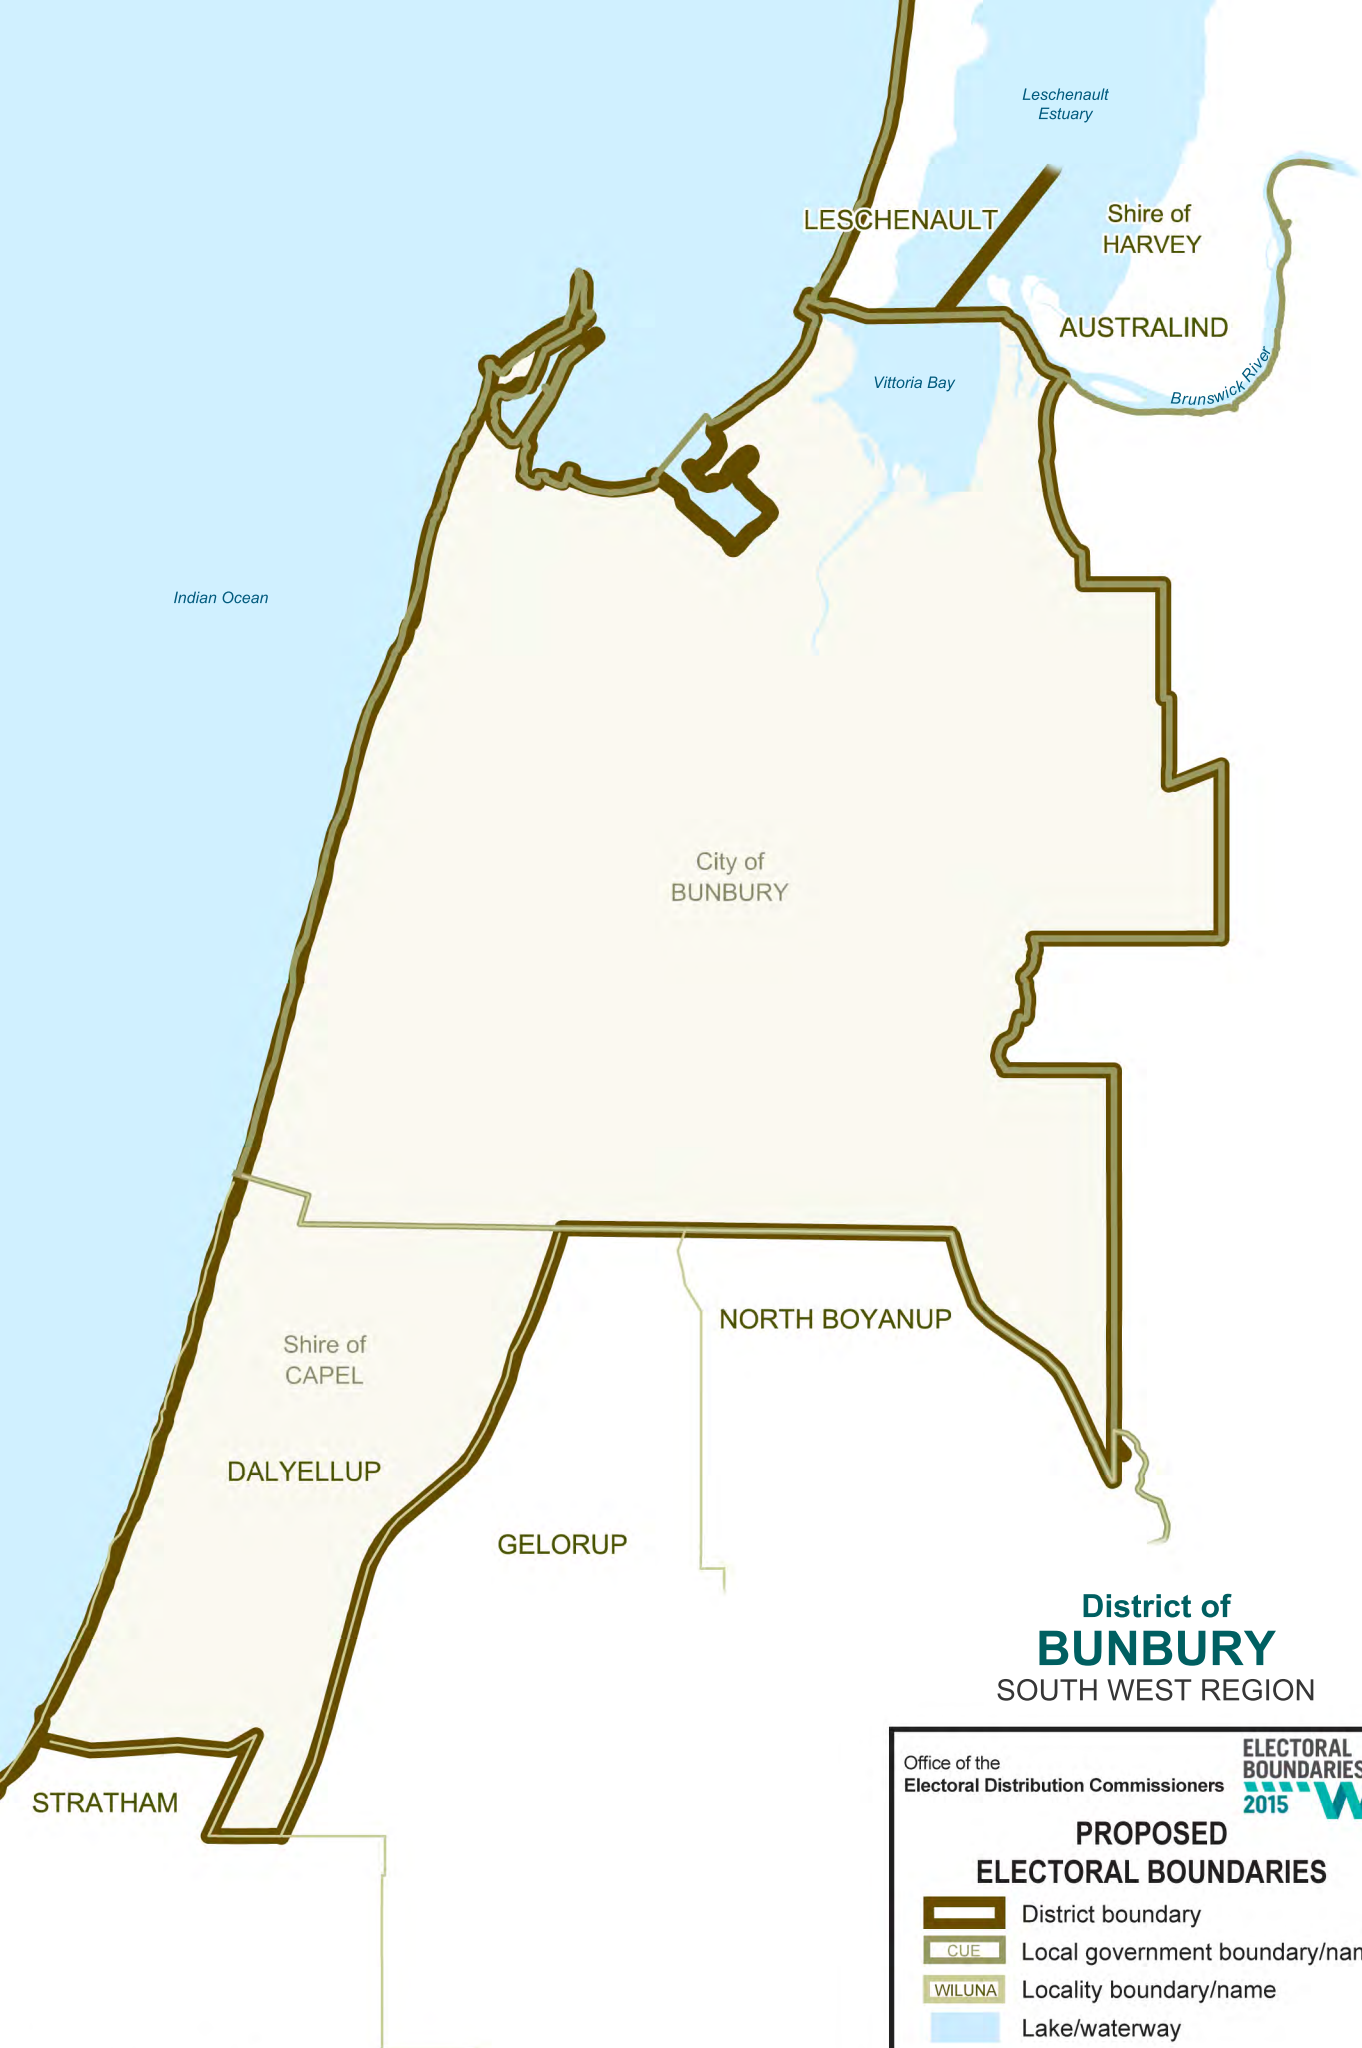 Leschenault
Estuary
LESCHENAULT
Shire of
HARVEY
AUSTRALIND
Brunswick River
Vittoria Bay
Indian Ocean
City of
BUNBURY
NORTH BOYANUP
Shire of
CAPEL
DALYELLUP
GELORUP
STRATHAM
District of
BUNBURY
SOUTH WEST REGION
Office of the
Electoral Distribution Commissioners
ELECTORAL
BOUNDARIES
2015 W
PROPOSED
ELECTORAL BOUNDARIES
District boundary
CUE Local government boundary/nam
WILUNA Locality boundary/name
Lake/waterway